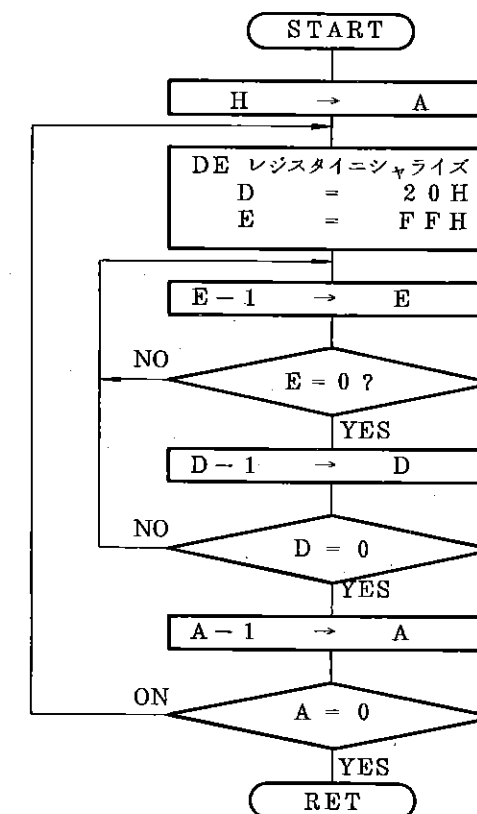 START
H → A
DE レジスタイニシャライズ
D = 20H
E = FFH
E-1 → E
NO
E = 0 ?
YES
D-1 → D
NO
D = 0
YES
A-1 → A
ON
A = 0
YES
RET